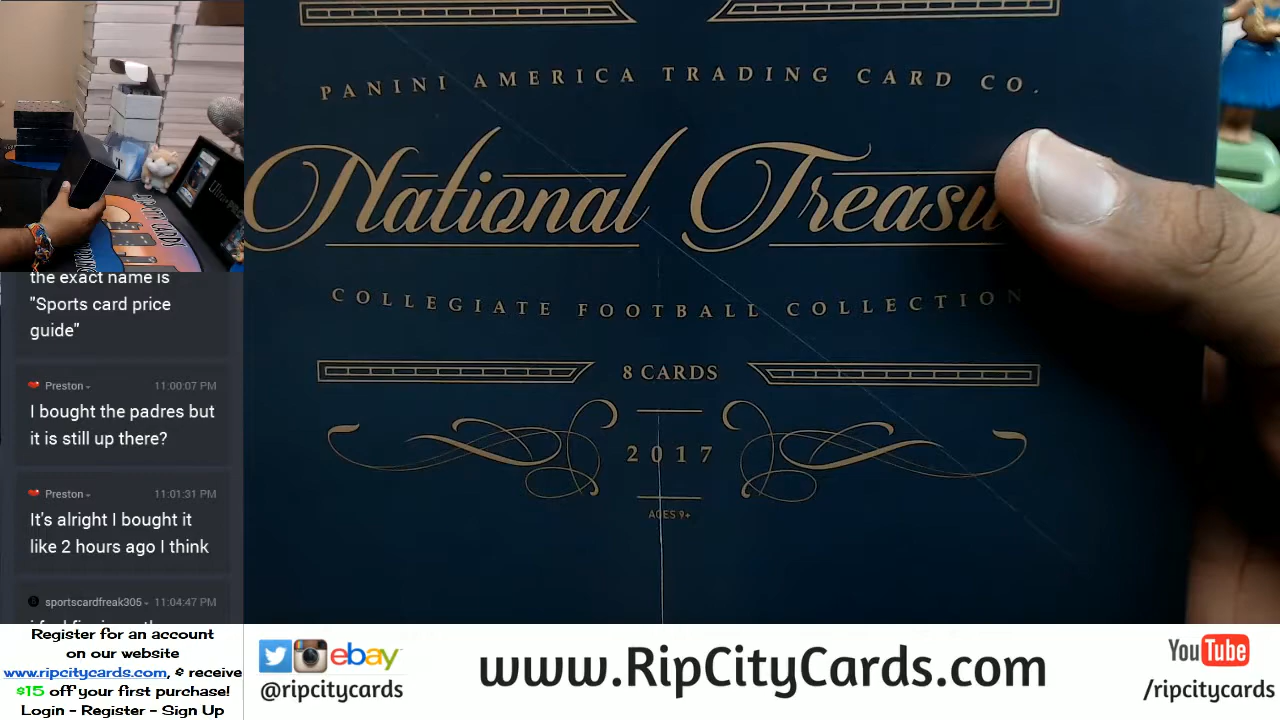 PANINI AMERICA TRADING CARD CO.
National
COLLEGIATE FOOTBALL COLLECTION
8 CARDS
2017
AGES 9+
the exact name is
"Sports card price
guide"
Preston 11:00:07 PM
I bought the padres but
it is still up there?
Preston 11:01:31 PM
It's alright I bought it
like 2 hours ago I think
sportscardfreak305 11:04:47 PM
Register for an account
on our website
www.ripcitycards.com, & receive
$15 off your first purchase!
Login - Register - Sign Up
ebay
@ripcitycards
www.RipCityCards.com
YouTube
/ripcitycards
RIP CITY CARDS